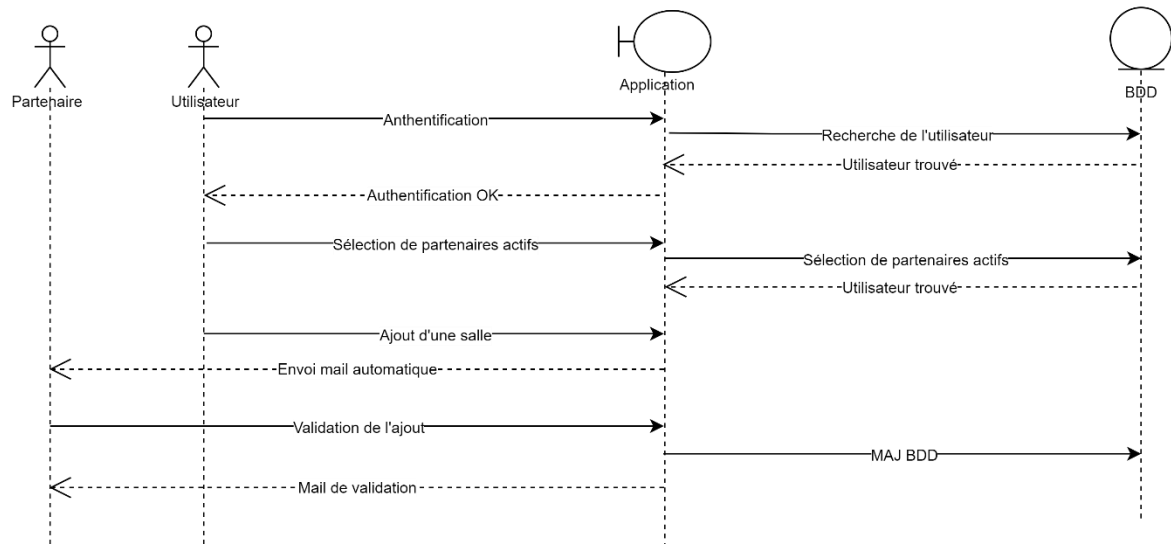 Partenaire
Utilisateur
Application
BDD
Anthentification
Recherche de l'utilisateur
Utilisateur trouvé
Authentification OK
Sélection de partenaires actifs
Sélection de partenaires actifs
Utilisateur trouvé
Ajout d'une salle
Envoi mail automatique
Validation de l'ajout
MAJ BDD
Mail de validation